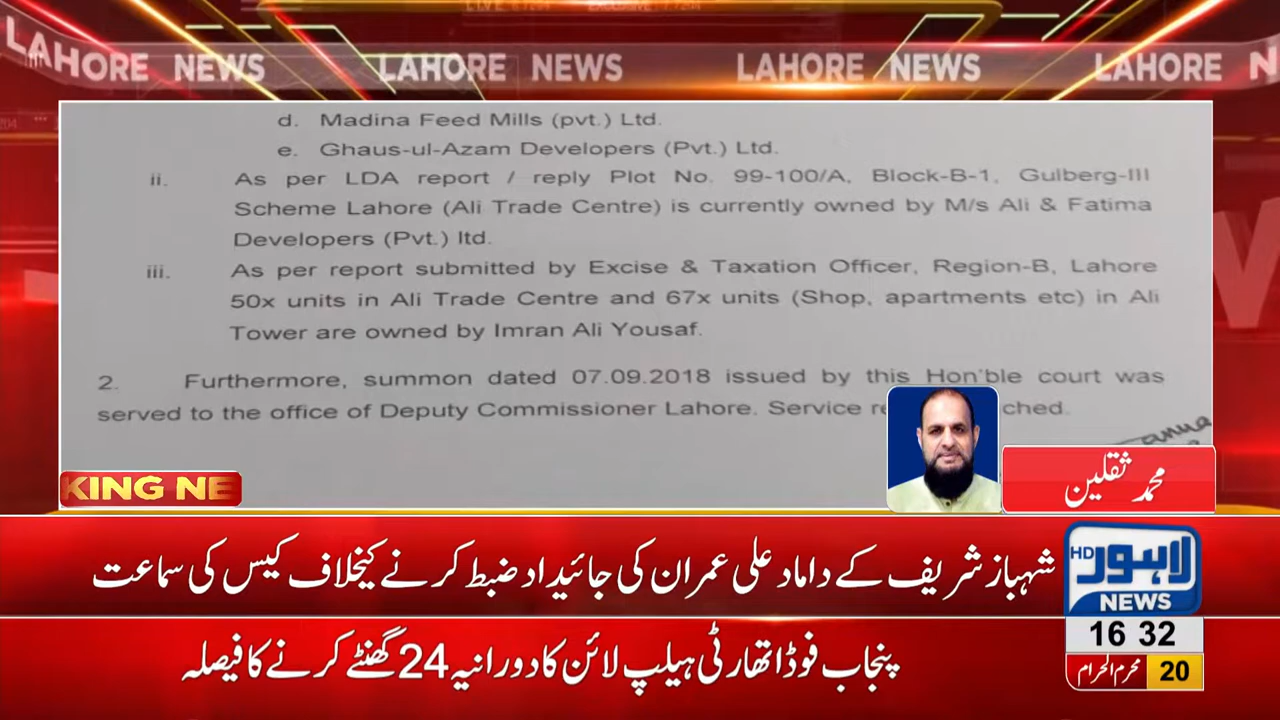 LAHORE NEWS LAHORE NEWS LAHORE NEWS LAHORE N
d. Madina Feed Mills (pvt.) Ltd.
e. Ghaus-ul-Azam Developers (Pvt.) Ltd.
ii. As per LDA report / reply Plot No. 99-100/A, Block-B-1, Gulberg-III
Scheme Lahore (Ali Trade Centre) is currently owned by M/s Ali & Fatima
Developers (Pvt.) ltd.
iii. As per report submitted by Excise & Taxation Officer, Region-B, Lahore
50x units in Ali Trade Centre and 67x units (Shop, apartments etc) in Ali
Tower are owned by Imran Ali Yousaf.
2. Furthermore, summon dated 07.09.2018 issued by this Hon'ble court was
served to the office of Deputy Commissioner Lahore. Service re ched.
KING NE
محمد ثقلین
شہباز شریف کے داماد علی عمران کی جائیداد ضبط کرنے کیخلاف کیس کی سماعت
لاہور HD
NEWS
16 32
پنجاب فوڈ اتھارٹی ہیلپ لائن کا دورانیہ 24 گھنٹے کرنے کا فیصلہ
20 محرم الحرام